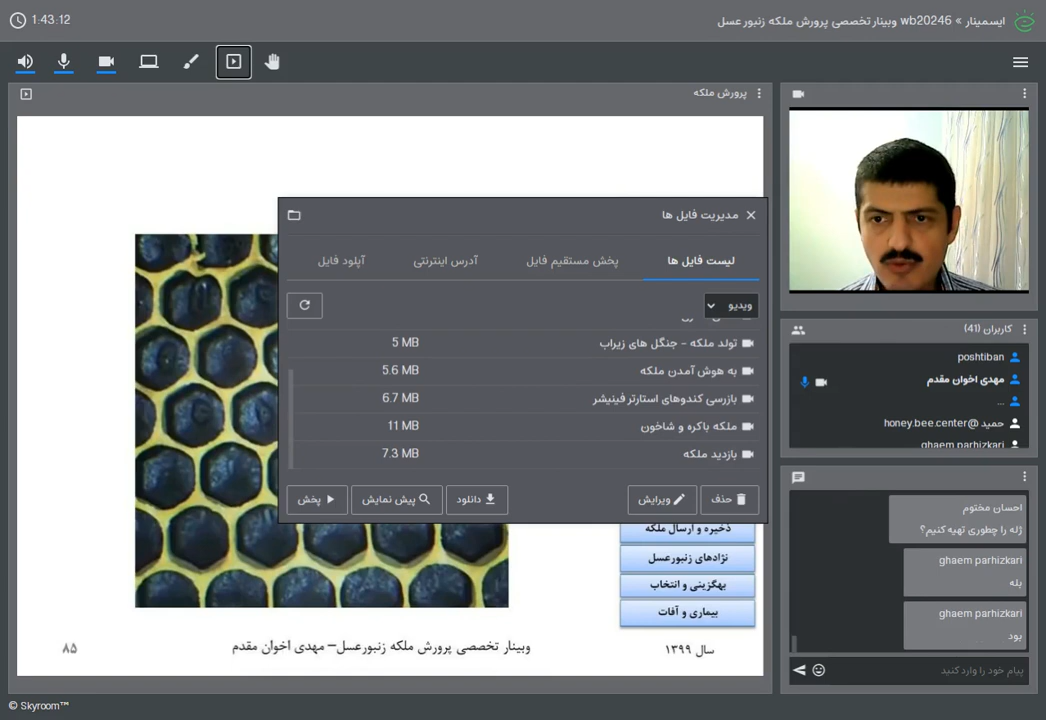 1:43:12
ایسمینار » wb20246 وبینار تخصصی پرورش ملکه زنبور عسل
پرورش ملکه
مدیریت فایل ها
لیست فایل ها
پخش مستقیم فایل
آدرس اینترنتی
آپلود فایل
ویدیو
تولد ملکه - جنگل های زیراب 5 MB
به هوش آمدن ملکه 5.6 MB
بازرسی کندوهای استارتر فینیشر 6.7 MB
ملکه باکره و شاخون 11 MB
بازدید ملکه 7.3 MB
حذف
ویرایش
دانلود
پیش نمایش
پخش
ذخیره و ارسال ملکه
نژادهای زنبورعسل
بهگزینی و انتخاب
بیماری و آفات
سال ۱۳۹۹
وبینار تخصصی پرورش ملکه زنبورعسل– مهدی اخوان مقدم
۸۵
کاربران (41)
poshtiban
مهدی اخوان مقدم
...
حمید @honey.bee.center
ghaem parhizkari
احسان مختوم
ژله را چطوری تهیه کنیم؟
ghaem parhizkari
بله
ghaem parhizkari
بود
پیام خود را وارد کنید
© Skyroom™